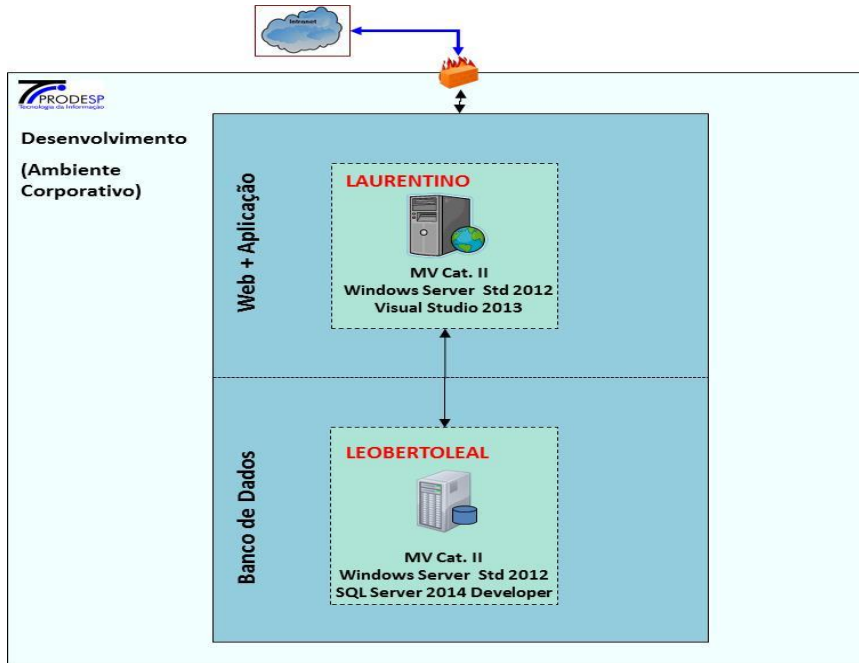 Intranet
PRODESP
Tecnologia da Informação
Desenvolvimento
(Ambiente
Corporativo)
Web + Aplicação
LAURENTINO
MV Cat. II
Windows Server Std 2012
Visual Studio 2013
Banco de Dados
LEOBERTOLEAL
MV Cat. II
Windows Server Std 2012
SQL Server 2014 Developer